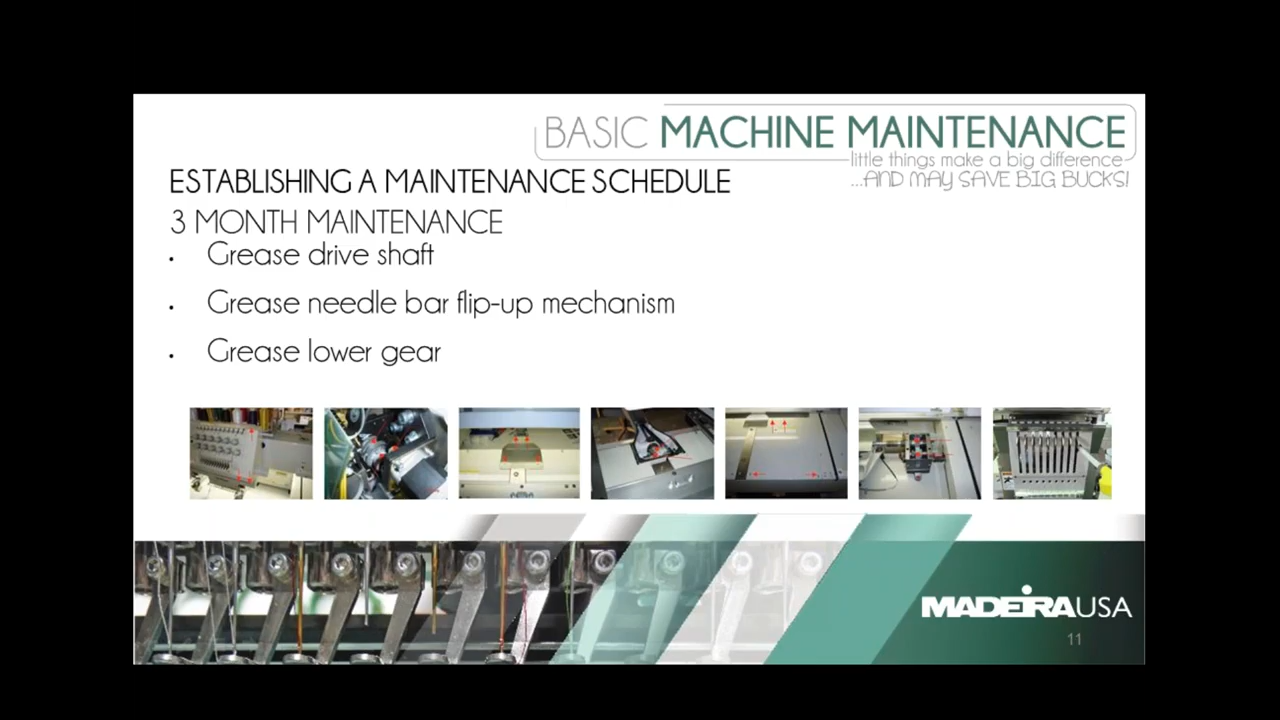 BASIC MACHINE MAINTENANCE
little things make a big difference
...AND MAY SAVE BIG BUCKS!
ESTABLISHING A MAINTENANCE SCHEDULE
3 MONTH MAINTENANCE
• Grease drive shaft
• Grease needle bar flip-up mechanism
• Grease lower gear
MADEIRA USA
11